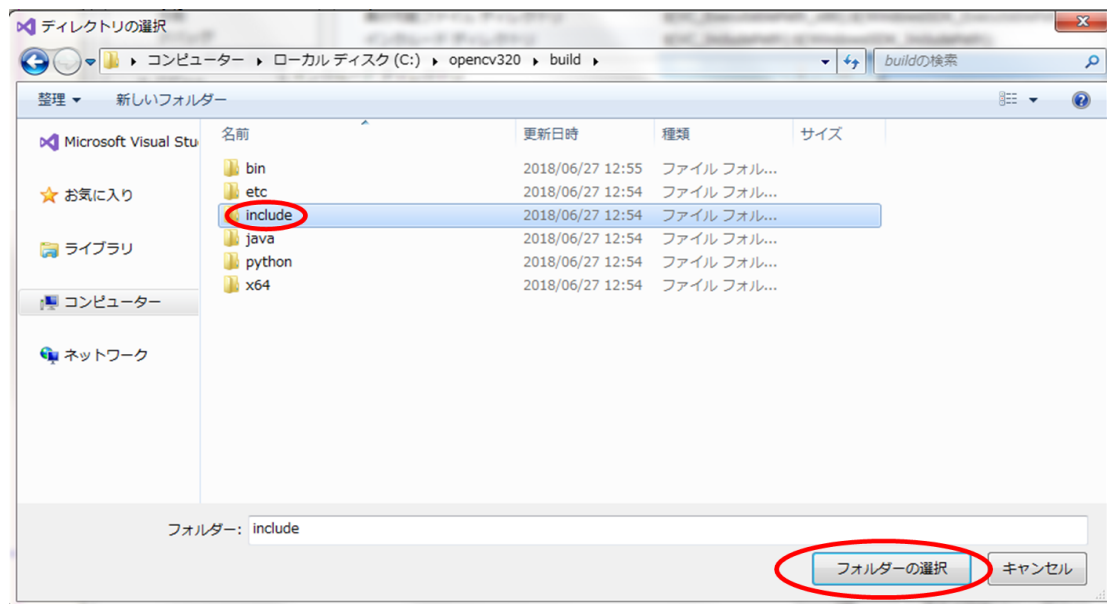 ディレクトリの選択
コンピューター ローカル ディスク (C:) opencv320 build buildの検索
整理 新しいフォルダー
Microsoft Visual Stu
お気に入り
ライブラリ
コンピューター
ネットワーク
名前 更新日時 種類 サイズ
bin 2018/06/27 12:55 ファイル フォル...
etc 2018/06/27 12:54 ファイル フォル...
include 2018/06/27 12:54 ファイル フォル...
java 2018/06/27 12:54 ファイル フォル...
python 2018/06/27 12:54 ファイル フォル...
x64 2018/06/27 12:54 ファイル フォル...
フォルダー: include
フォルダーの選択 キャンセル